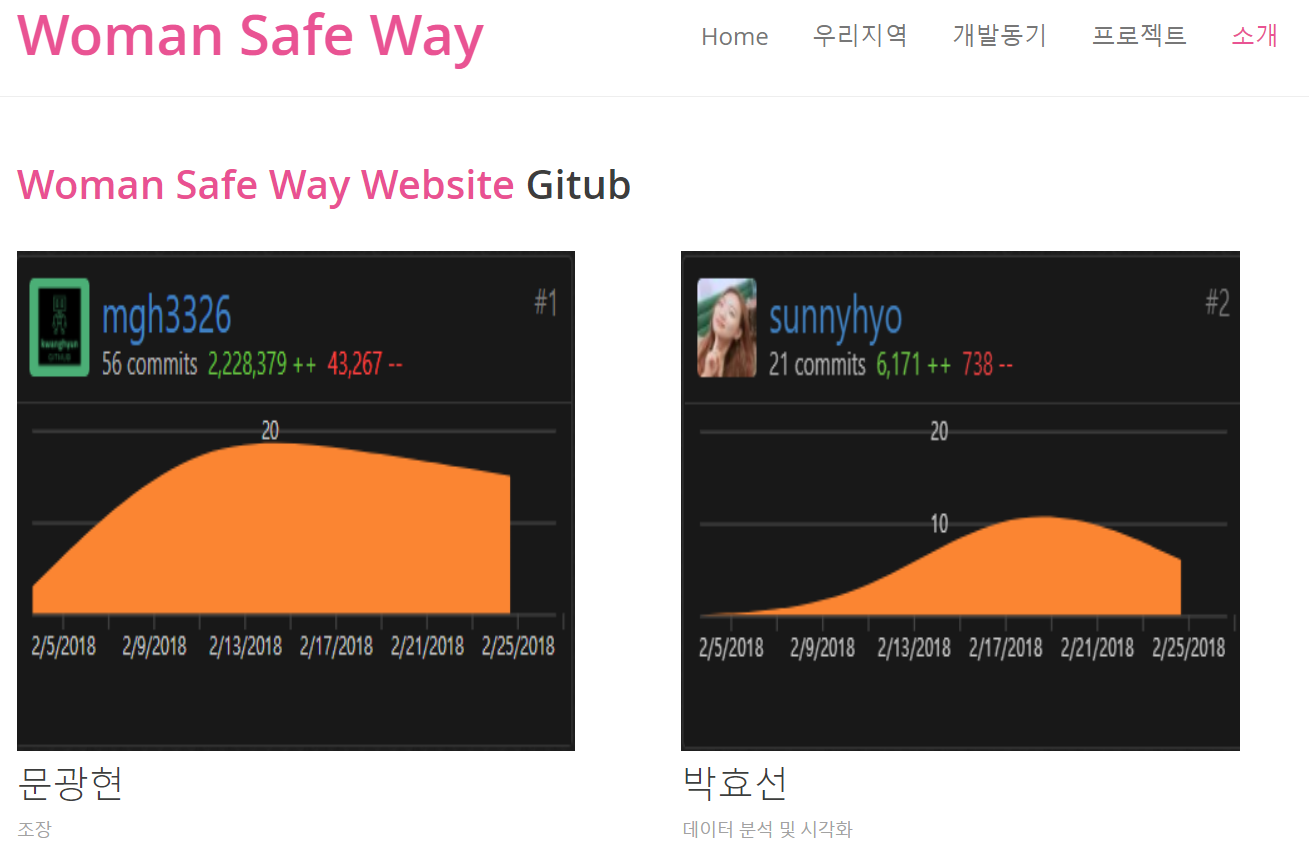 Woman Safe Way
Home 우리지역 개발동기 프로젝트 소개
Woman Safe Way Website Gitub
mgh3326 #1
56 commits 2,228,379 ++ 43,267 --
20
2/5/2018 2/9/2018 2/13/2018 2/17/2018 2/21/2018 2/25/2018
문광현
조장
sunnyhyo #2
21 commits 6,171 ++ 738 --
20
10
2/5/2018 2/9/2018 2/13/2018 2/17/2018 2/21/2018 2/25/2018
박효선
데이터 분석 및 시각화